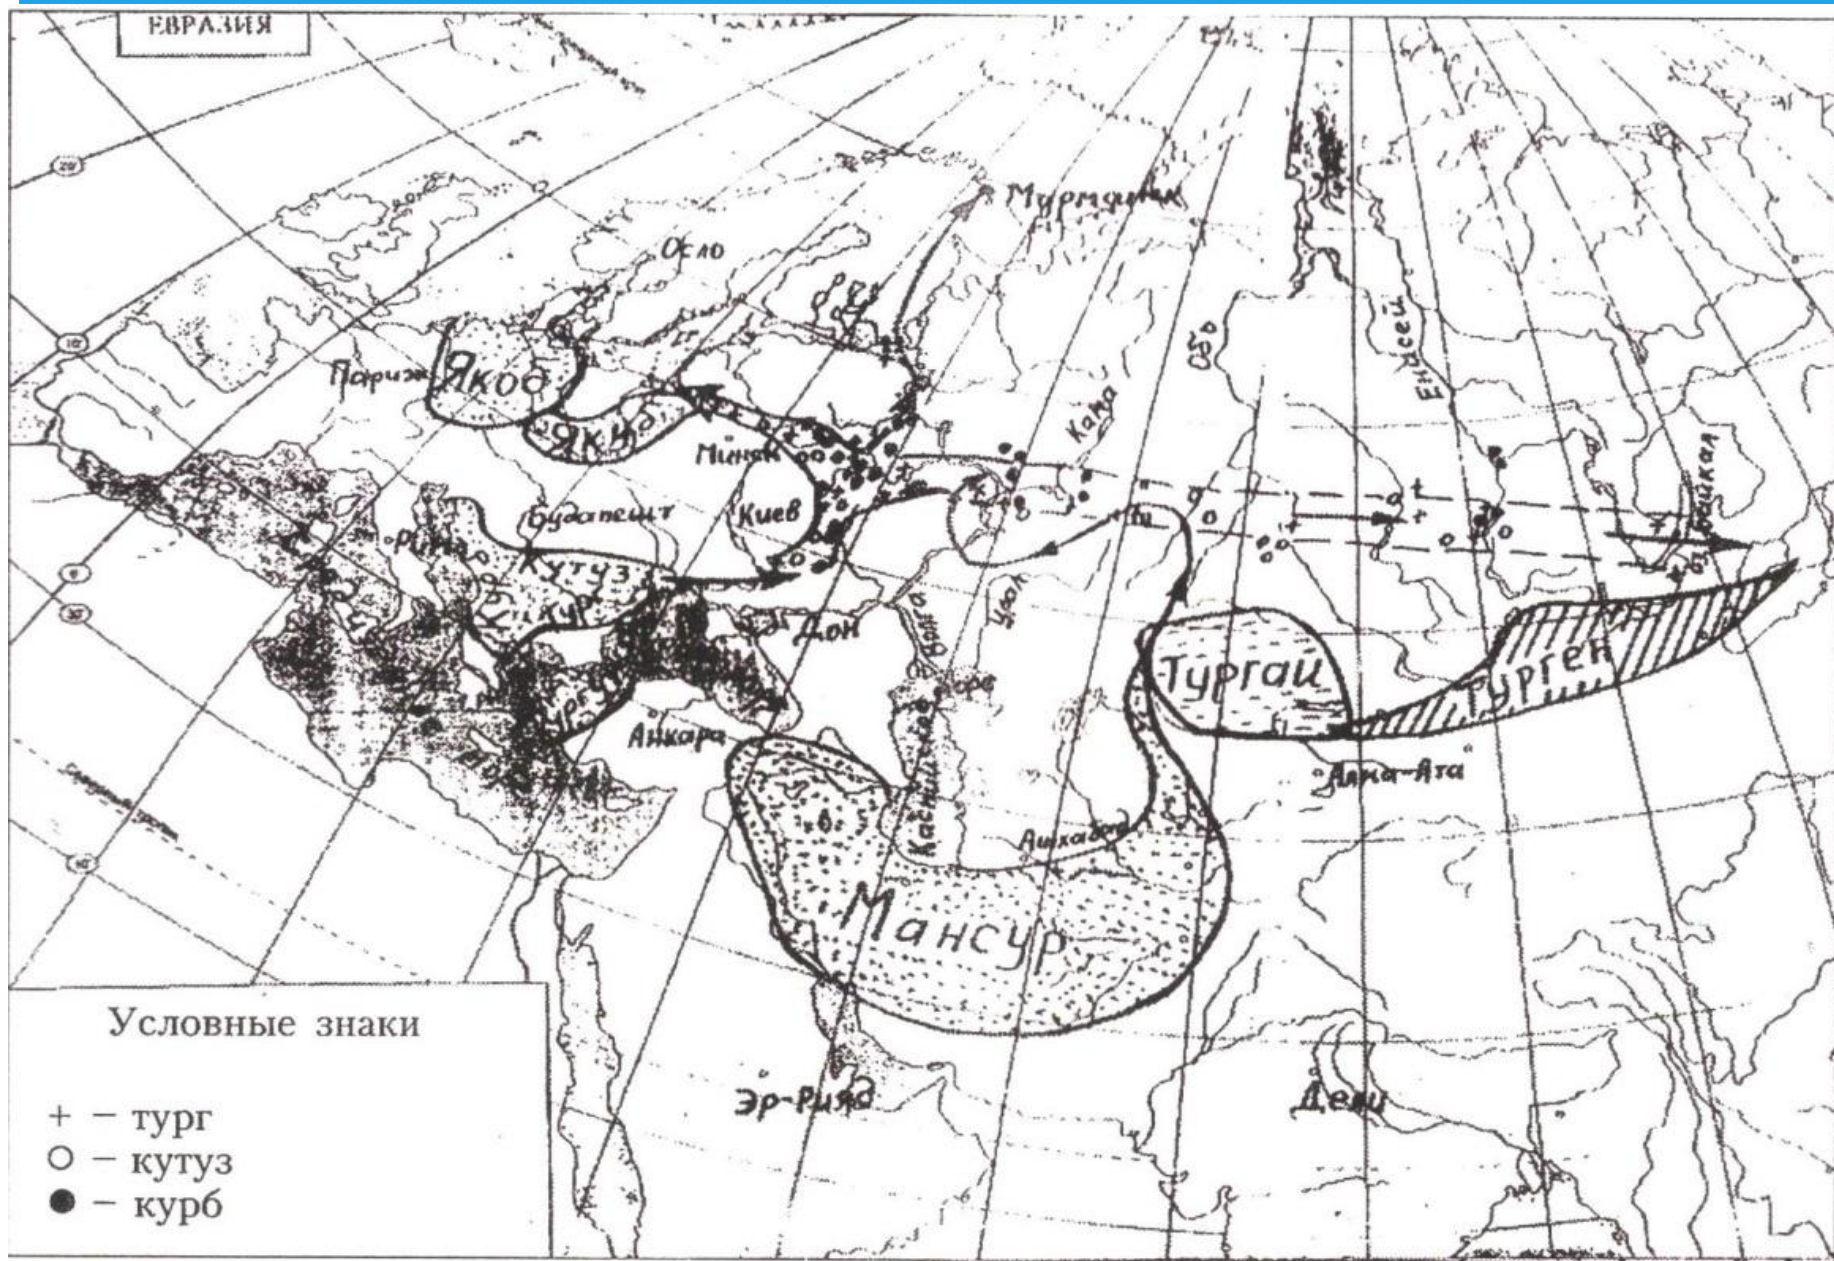 ЕВРАЗИЯ
Мурманск
Осло
Обь
Енисей
Париж
Якоб
Кама
Якиб
Минск
Байкал
Киев
Будапешт
Рим
Кутуз
Дон
Волга
Урал
Тургай
Турген
Анкара
Алма-Ата
Каспийское
море
Ашхабад
Мансур
Эр-Рияд
Дели
Условные знаки
+ – тург
○ – кутуз
● – курб